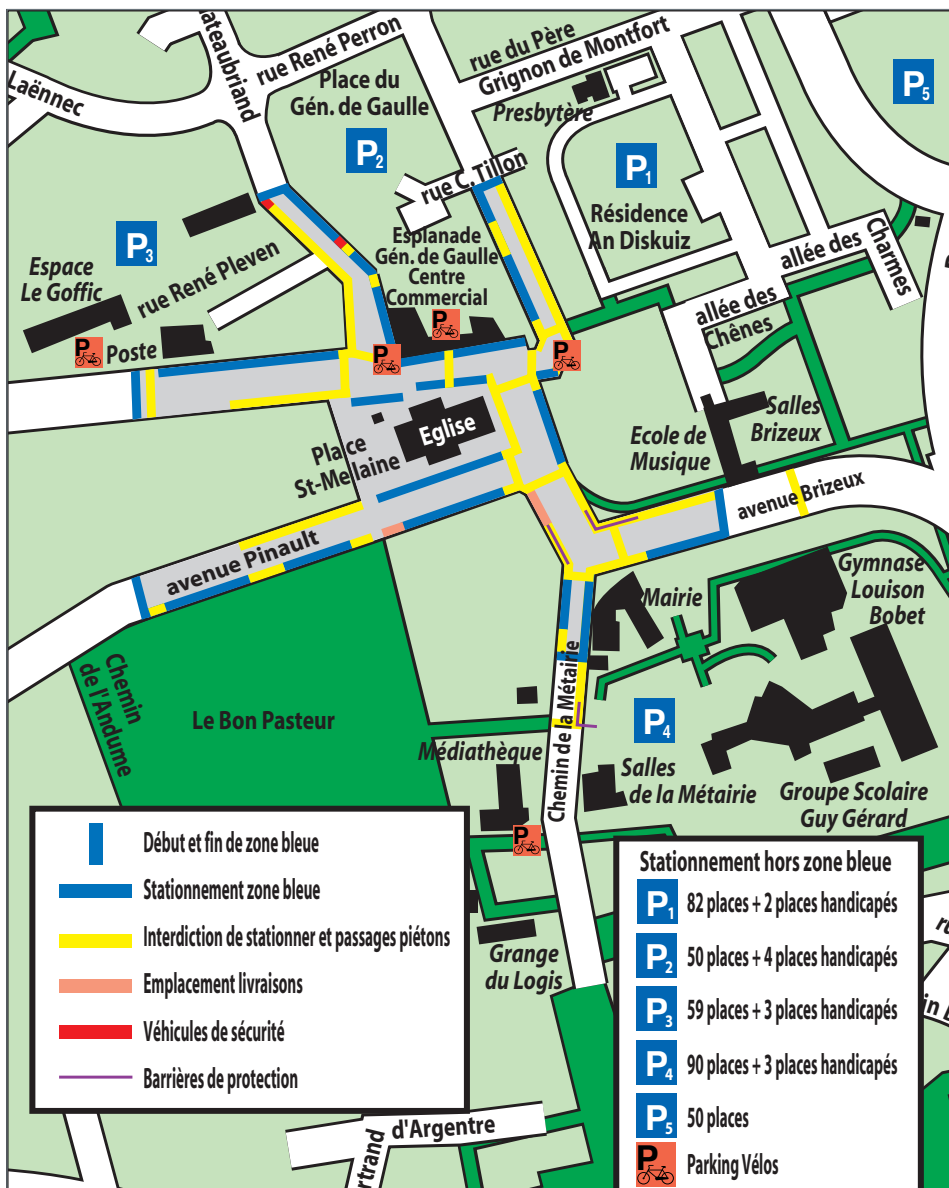 ateaubriand
rue René Perron
rue du Père
Grignon de Montfort
Laënnec
Place du
Gén. de Gaulle
Presbytère
P5
P2
rue C. Tillon
P1
Résidence
An Diskuiz
P3
Espace
Le Goffic
rue René Pleven
Esplanade
Gén. de Gaulle
Centre
Commercial
allée des
Charmes
allée des
Chênes
P
P
P
P
Poste
Eglise
Place
St-Melaine
Ecole de
Musique
Salles
Brizeux
avenue Brizeux
avenue Pinault
Gymnase
Louison
Bobet
Mairie
Chemin
de l'Andume
Le Bon Pasteur
Chemin de la Métairie
P4
Médiathèque
Salles
de la Métairie
Groupe Scolaire
Guy Gérard
P
Grange
du Logis
Début et fin de zone bleue
Stationnement zone bleue
Interdiction de stationner et passages piétons
Emplacement livraisons
Véhicules de sécurité
Barrières de protection
Stationnement hors zone bleue
P1 82 places + 2 places handicapés
P2 50 places + 4 places handicapés
P3 59 places + 3 places handicapés
P4 90 places + 3 places handicapés
P5 50 places
P Parking Vélos
d'Argentre
rtrand